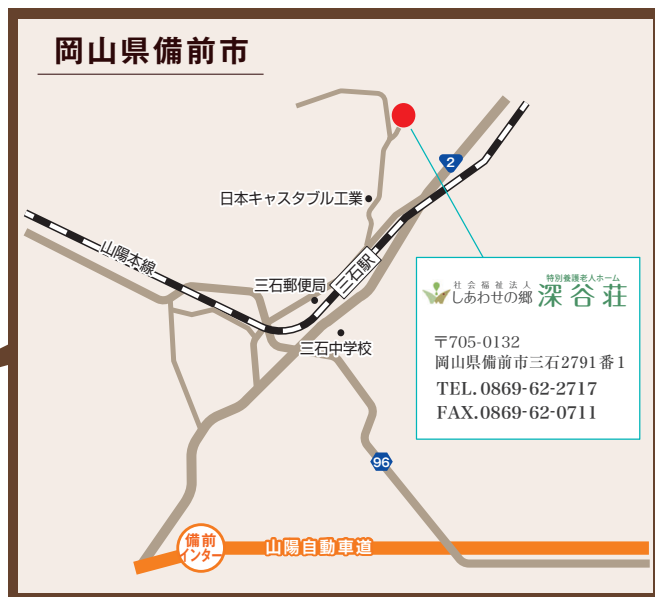 岡山県備前市
2
日本キャスタブル工業
山陽本線
三石郵便局
三石駅
三石中学校
社会福祉法人
しあわせの郷
特別養護老人ホーム
深谷荘
〒705-0132
岡山県備前市三石2791番1
TEL.0869-62-2717
FAX.0869-62-0711
96
備前
インター
山陽自動車道